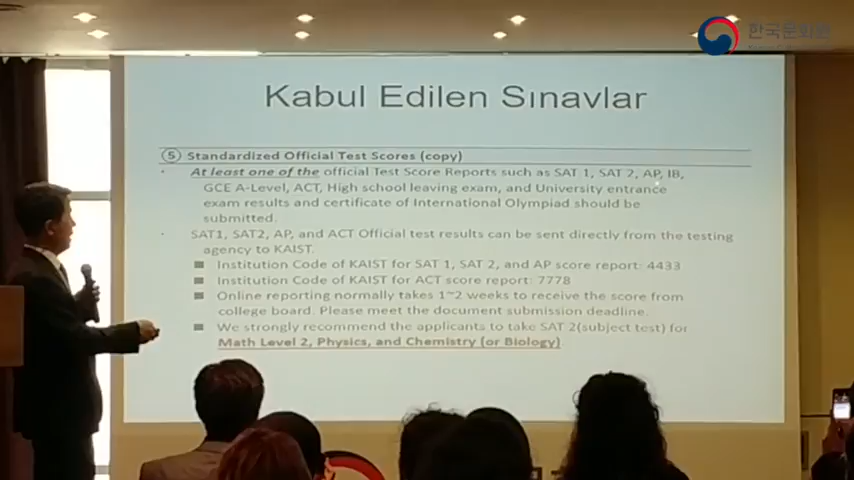 한국문화원
Kabul Edilen Sınavlar
⑤ Standardized Official Test Scores (copy)
· At least one of the official Test Score Reports such as SAT 1, SAT 2, AP, IB,
GCE A-Level, ACT, High school leaving exam, and University entrance
exam results and certificate of International Olympiad should be
submitted.
· SAT1, SAT2, AP, and ACT Official test results can be sent directly from the testing
agency to KAIST.
■ Institution Code of KAIST for SAT 1, SAT 2, and AP score report: 4433
■ Institution Code of KAIST for ACT score report: 7778
■ Online reporting normally takes 1~2 weeks to receive the score from
college board. Please meet the document submission deadline.
■ We strongly recommend the applicants to take SAT 2(subject test) for
Math Level 2, Physics, and Chemistry (or Biology)